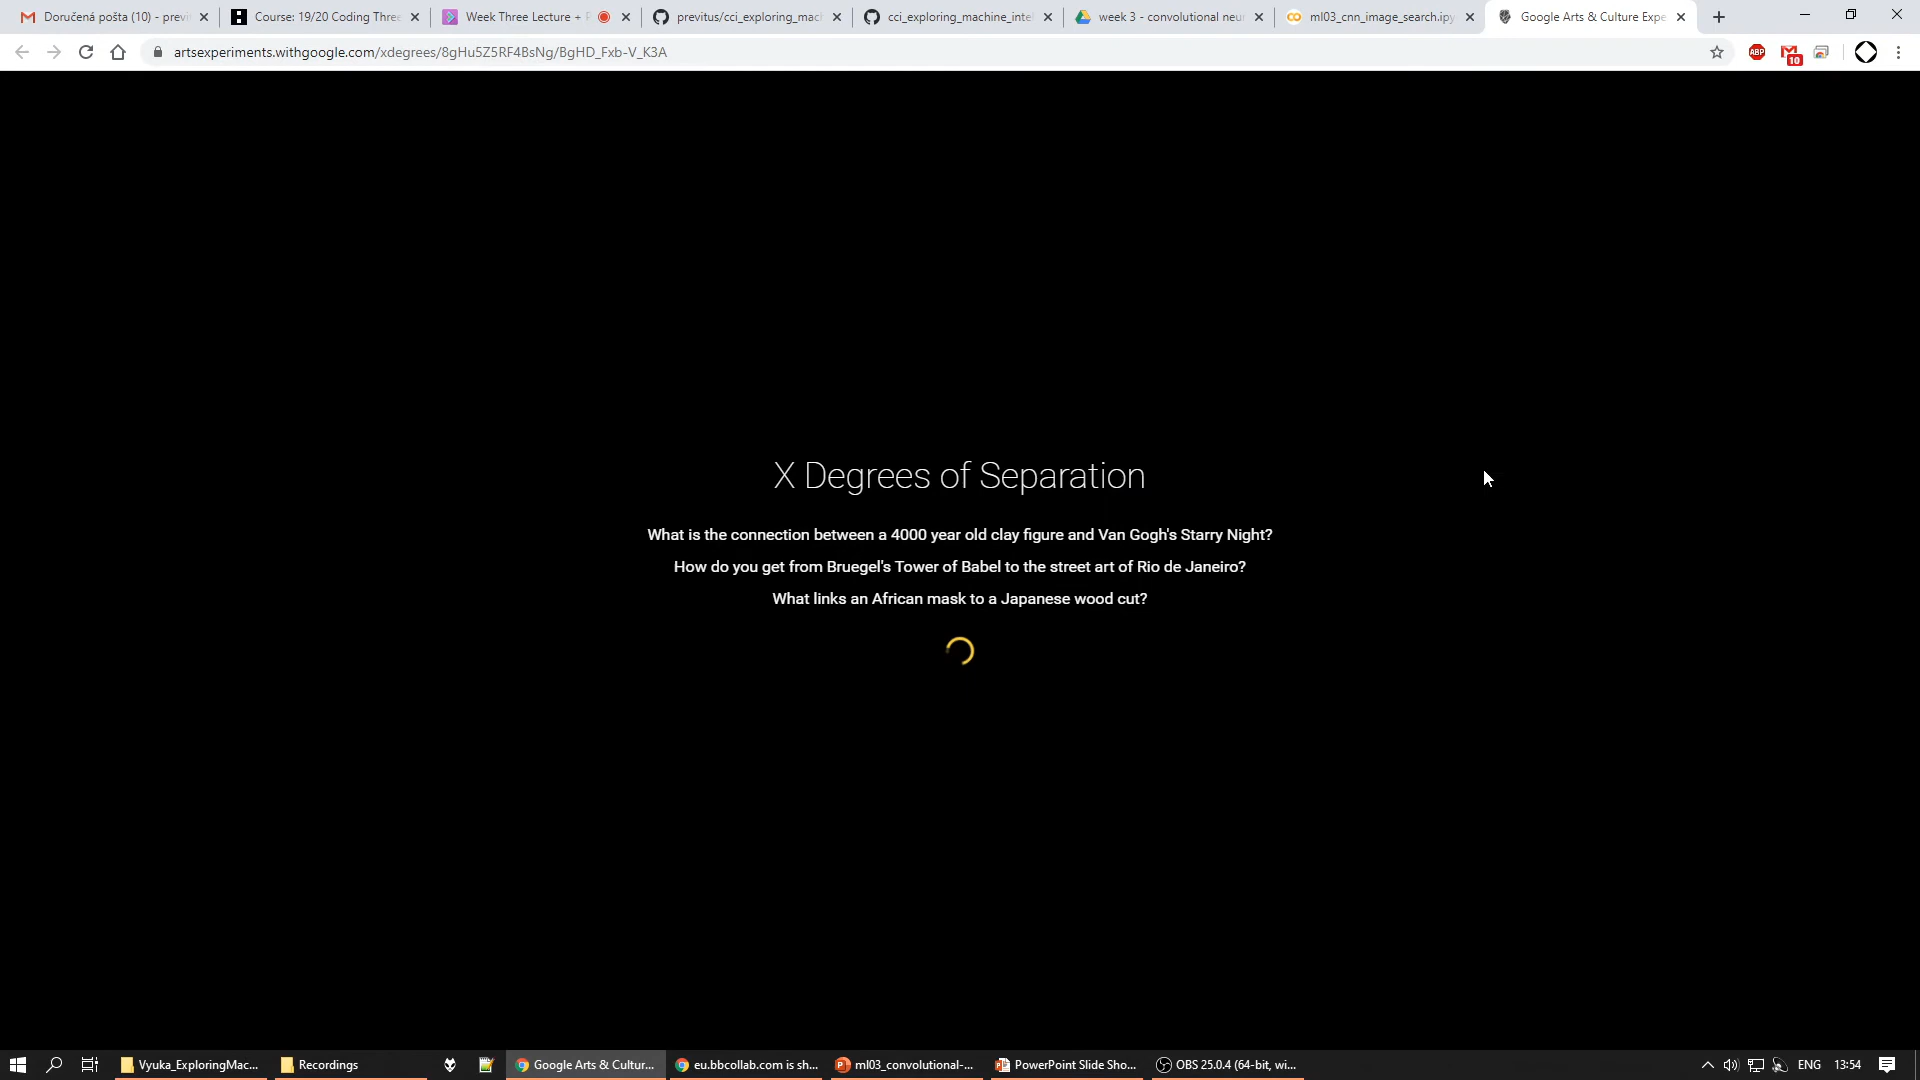 Doručená pošta (10) - previ
Course: 19/20 Coding Three
Week Three Lecture +
previtus/cci_exploring_mac
cci_exploring_machine_intel
week 3 - convolutional neur
ml03_cnn_image_search.ipy
Google Arts & Culture Expe
artsexperiments.withgoogle.com/xdegrees/8gHu5Z5RF4BsNg/BgHD_Fxb-V_K3A
ABP
10
X Degrees of Separation
What is the connection between a 4000 year old clay figure and Van Gogh's Starry Night?
How do you get from Bruegel's Tower of Babel to the street art of Rio de Janeiro?
What links an African mask to a Japanese wood cut?
Vyuka_ExploringMac...
Recordings
Google Arts & Cultur...
eu.bbcollab.com is sh...
ml03_convolutional-...
PowerPoint Slide Sho...
OBS 25.0.4 (64-bit, wi...
ENG
13:54